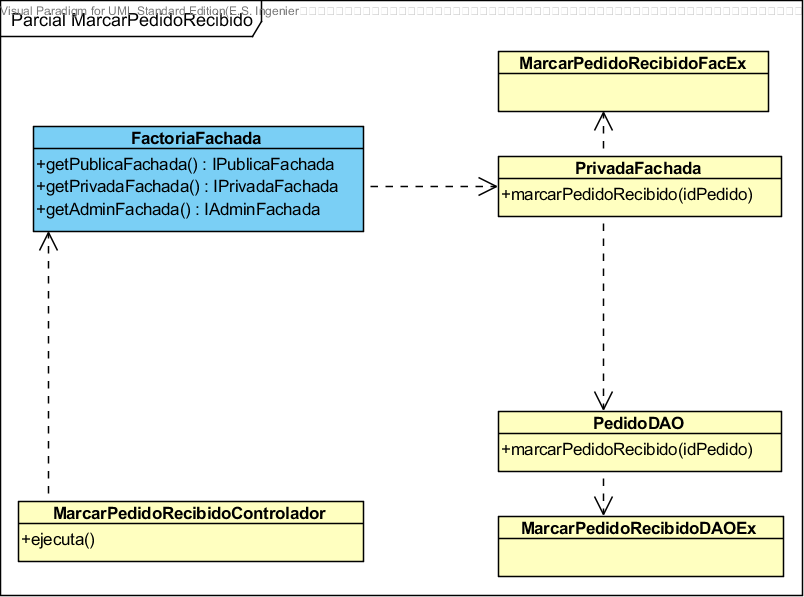 Visual Paradigm for UML Standard Edition(E.S. Ingenier
Parcial MarcarPedidoRecibido
MarcarPedidoRecibidoFacEx
FactoriaFachada
+getPublicaFachada() : IPublicaFachada
+getPrivadaFachada() : IPrivadaFachada
+getAdminFachada() : IAdminFachada
PrivadaFachada
+marcarPedidoRecibido(idPedido)
PedidoDAO
+marcarPedidoRecibido(idPedido)
MarcarPedidoRecibidoControlador
+ejecuta()
MarcarPedidoRecibidoDAOEx